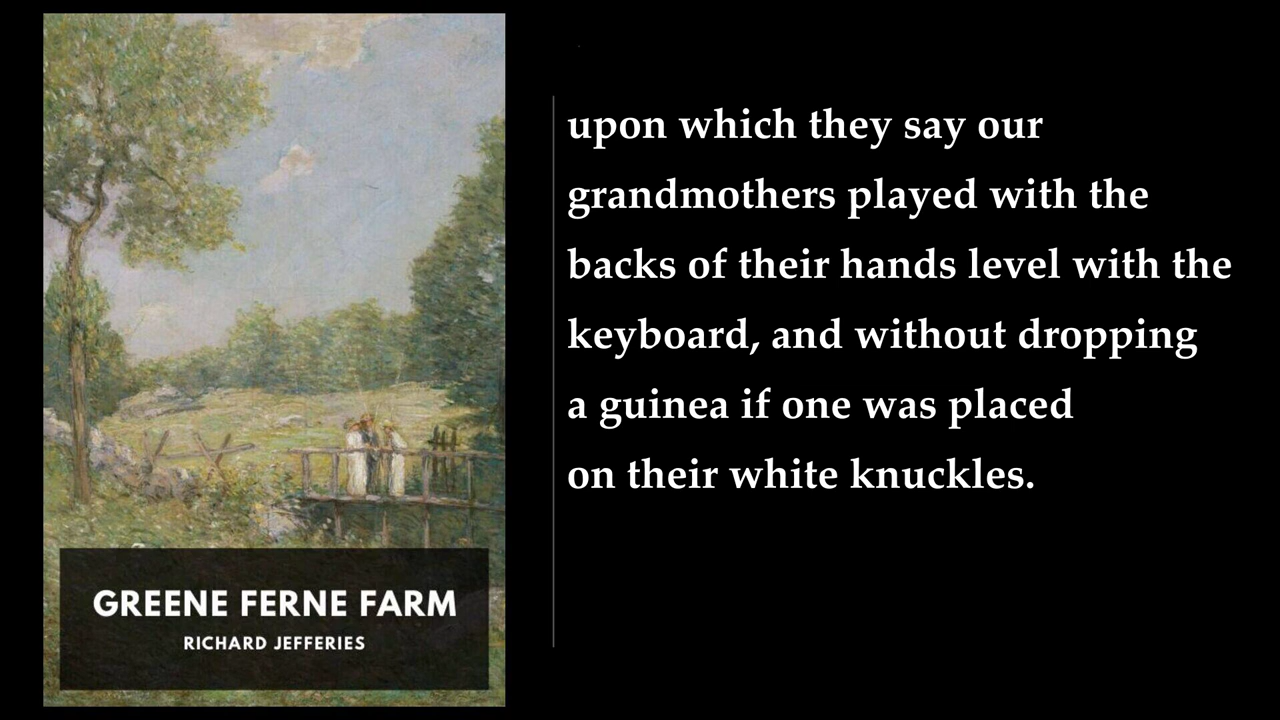 upon which they say our
grandmothers played with the
backs of their hands level with the
keyboard, and without dropping
a guinea if one was placed
on their white knuckles.
GREENE FERNE FARM
RICHARD JEFFERIES